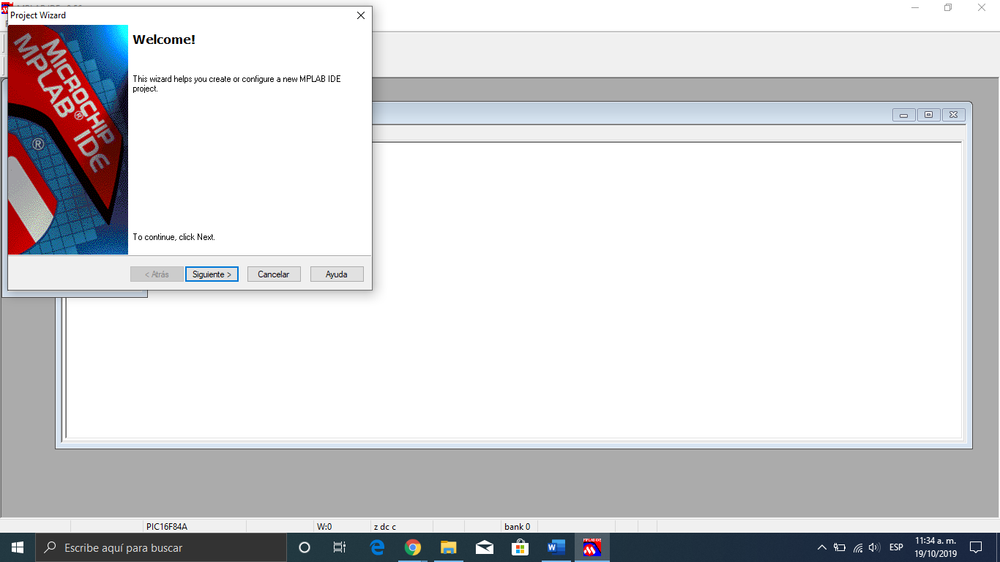 Project Wizard
MICROCHIP
MPLAB® IDE
®
Welcome!
This wizard helps you create or configure a new MPLAB IDE
project.
To continue, click Next.
< Atrás
Siguiente >
Cancelar
Ayuda
PIC16F84A
W:0
z dc c
bank 0
Escribe aquí para buscar
MPLAB IDE
ESP
11:34 a. m.
19/10/2019